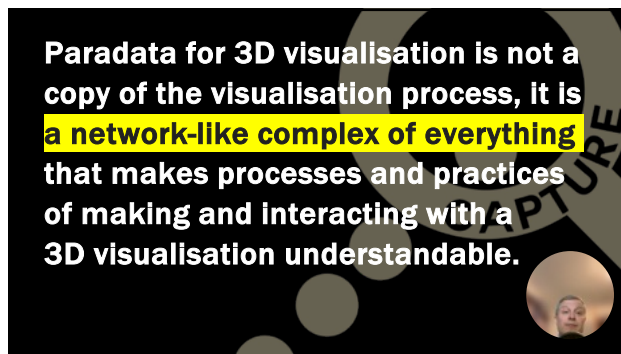 Paradata for 3D visualisation is not a
copy of the visualisation process, it is
a network-like complex of everything
that makes processes and practices
of making and interacting with a
3D visualisation understandable.
CAPTURE